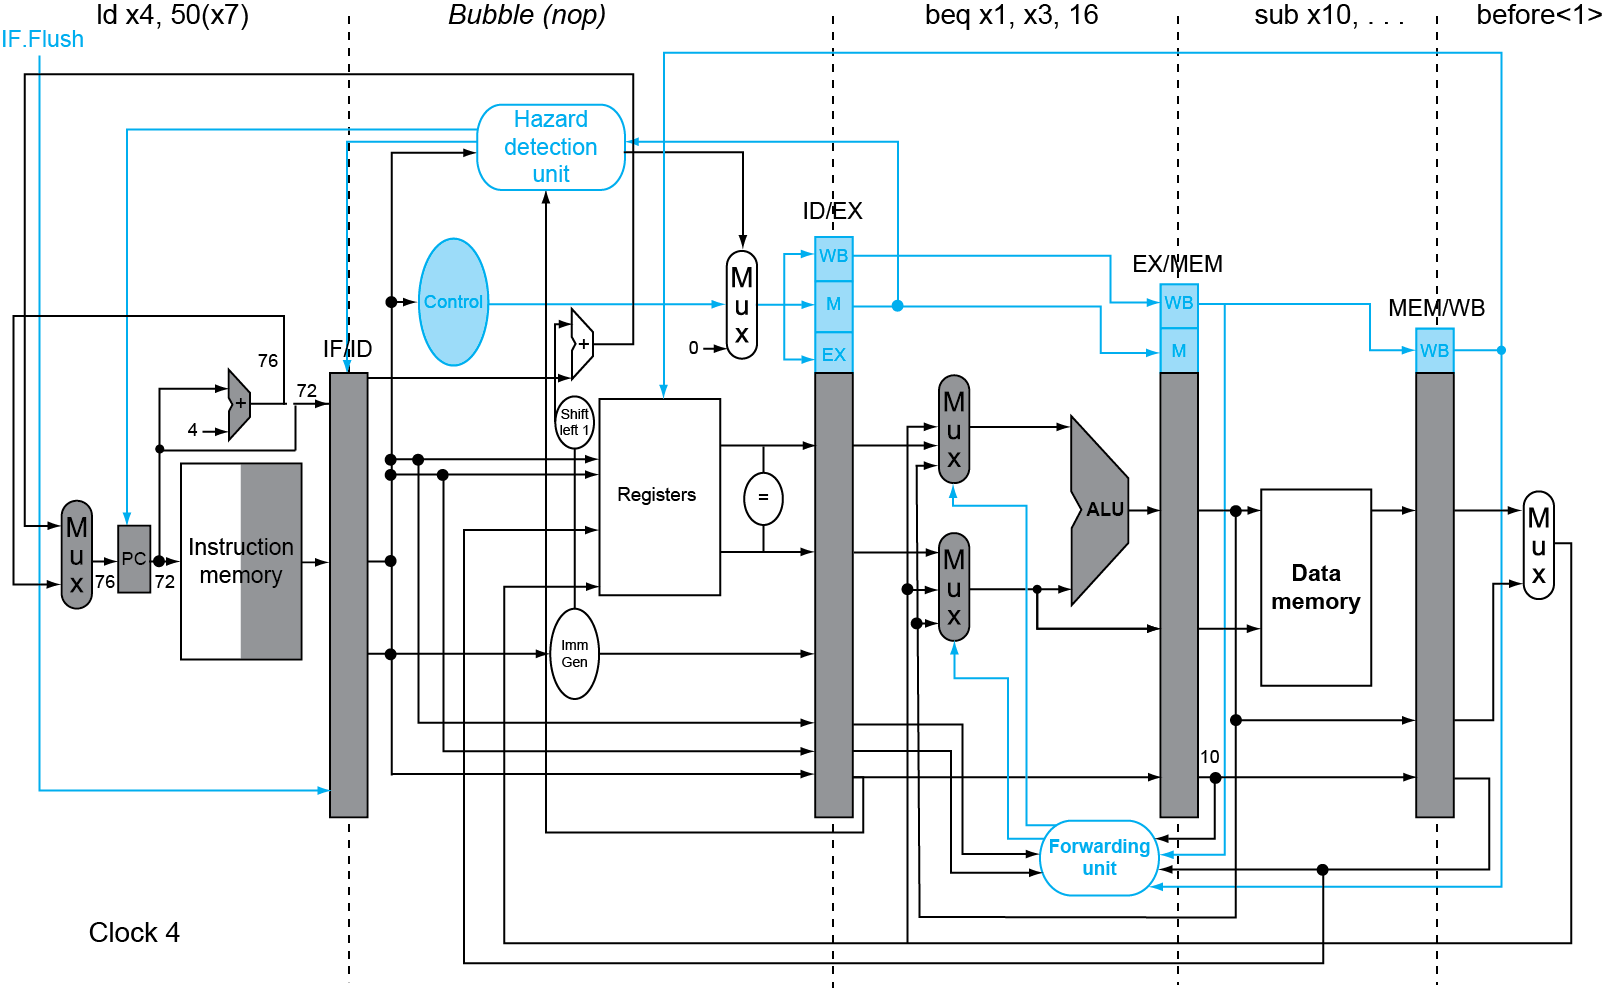 ld x4, 50(x7)
Bubble (nop)
beq x1, x3, 16
sub x10, . . .
before<1>
IF.Flush
Hazard
detection
unit
ID/EX
WB
M
EX
EX/MEM
WB
M
MEM/WB
WB
Control
M
u
x
0
+
IF/ID
76
72
+
4
Shift
left 1
M
u
x
M
u
x
Registers
=
ALU
M
u
x
PC
76
72
Instruction
memory
M
u
x
Data
memory
M
u
x
Imm
Gen
10
Forwarding
unit
Clock 4